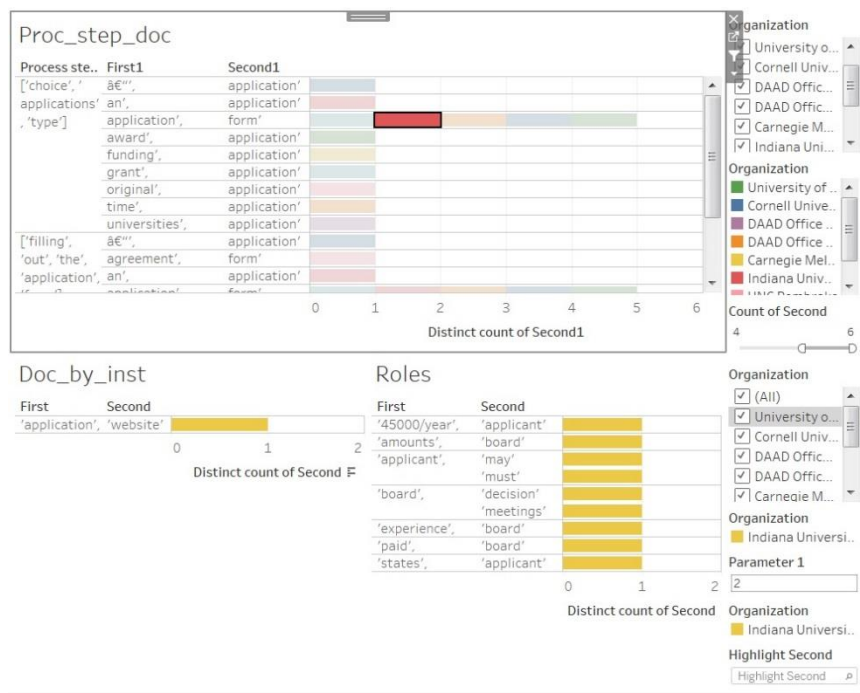 Proc_step_doc
Process ste.. First1 Second1
['choice', ' â€“', application'
applications' an', application'
, 'type'] application', form'
award', application'
funding', application'
grant', application'
original', application'
time', application'
universities', application'
['filling', â€“', application'
'out', 'the', agreement', form'
'application', an', application'
application', form'
0 1 2 3 4 5 6
Distinct count of Second1
Organization
University o...
Cornell Univ...
DAAD Offic...
DAAD Offic...
Carnegie M...
Indiana Uni...
Organization
University of ..
Cornell Unive..
DAAD Office ..
DAAD Office ..
Carnegie Mel..
Indiana Univ..
UNC Pembroke
Count of Second
4 6
Doc_by_inst
First Second
'application', 'website'
0 1 2
Distinct count of Second
Roles
First Second
'45000/year', 'applicant'
'amounts', 'board'
'applicant', 'may'
'must'
'board', 'decision'
'meetings'
'experience', 'board'
'paid', 'board'
'states', 'applicant'
0 1 2
Distinct count of Second
Organization
(All)
University o...
Cornell Univ...
DAAD Offic...
DAAD Offic...
Carnegie M...
Organization
Indiana Universi..
Parameter 1
2
Organization
Indiana Universi..
Highlight Second
Highlight Second